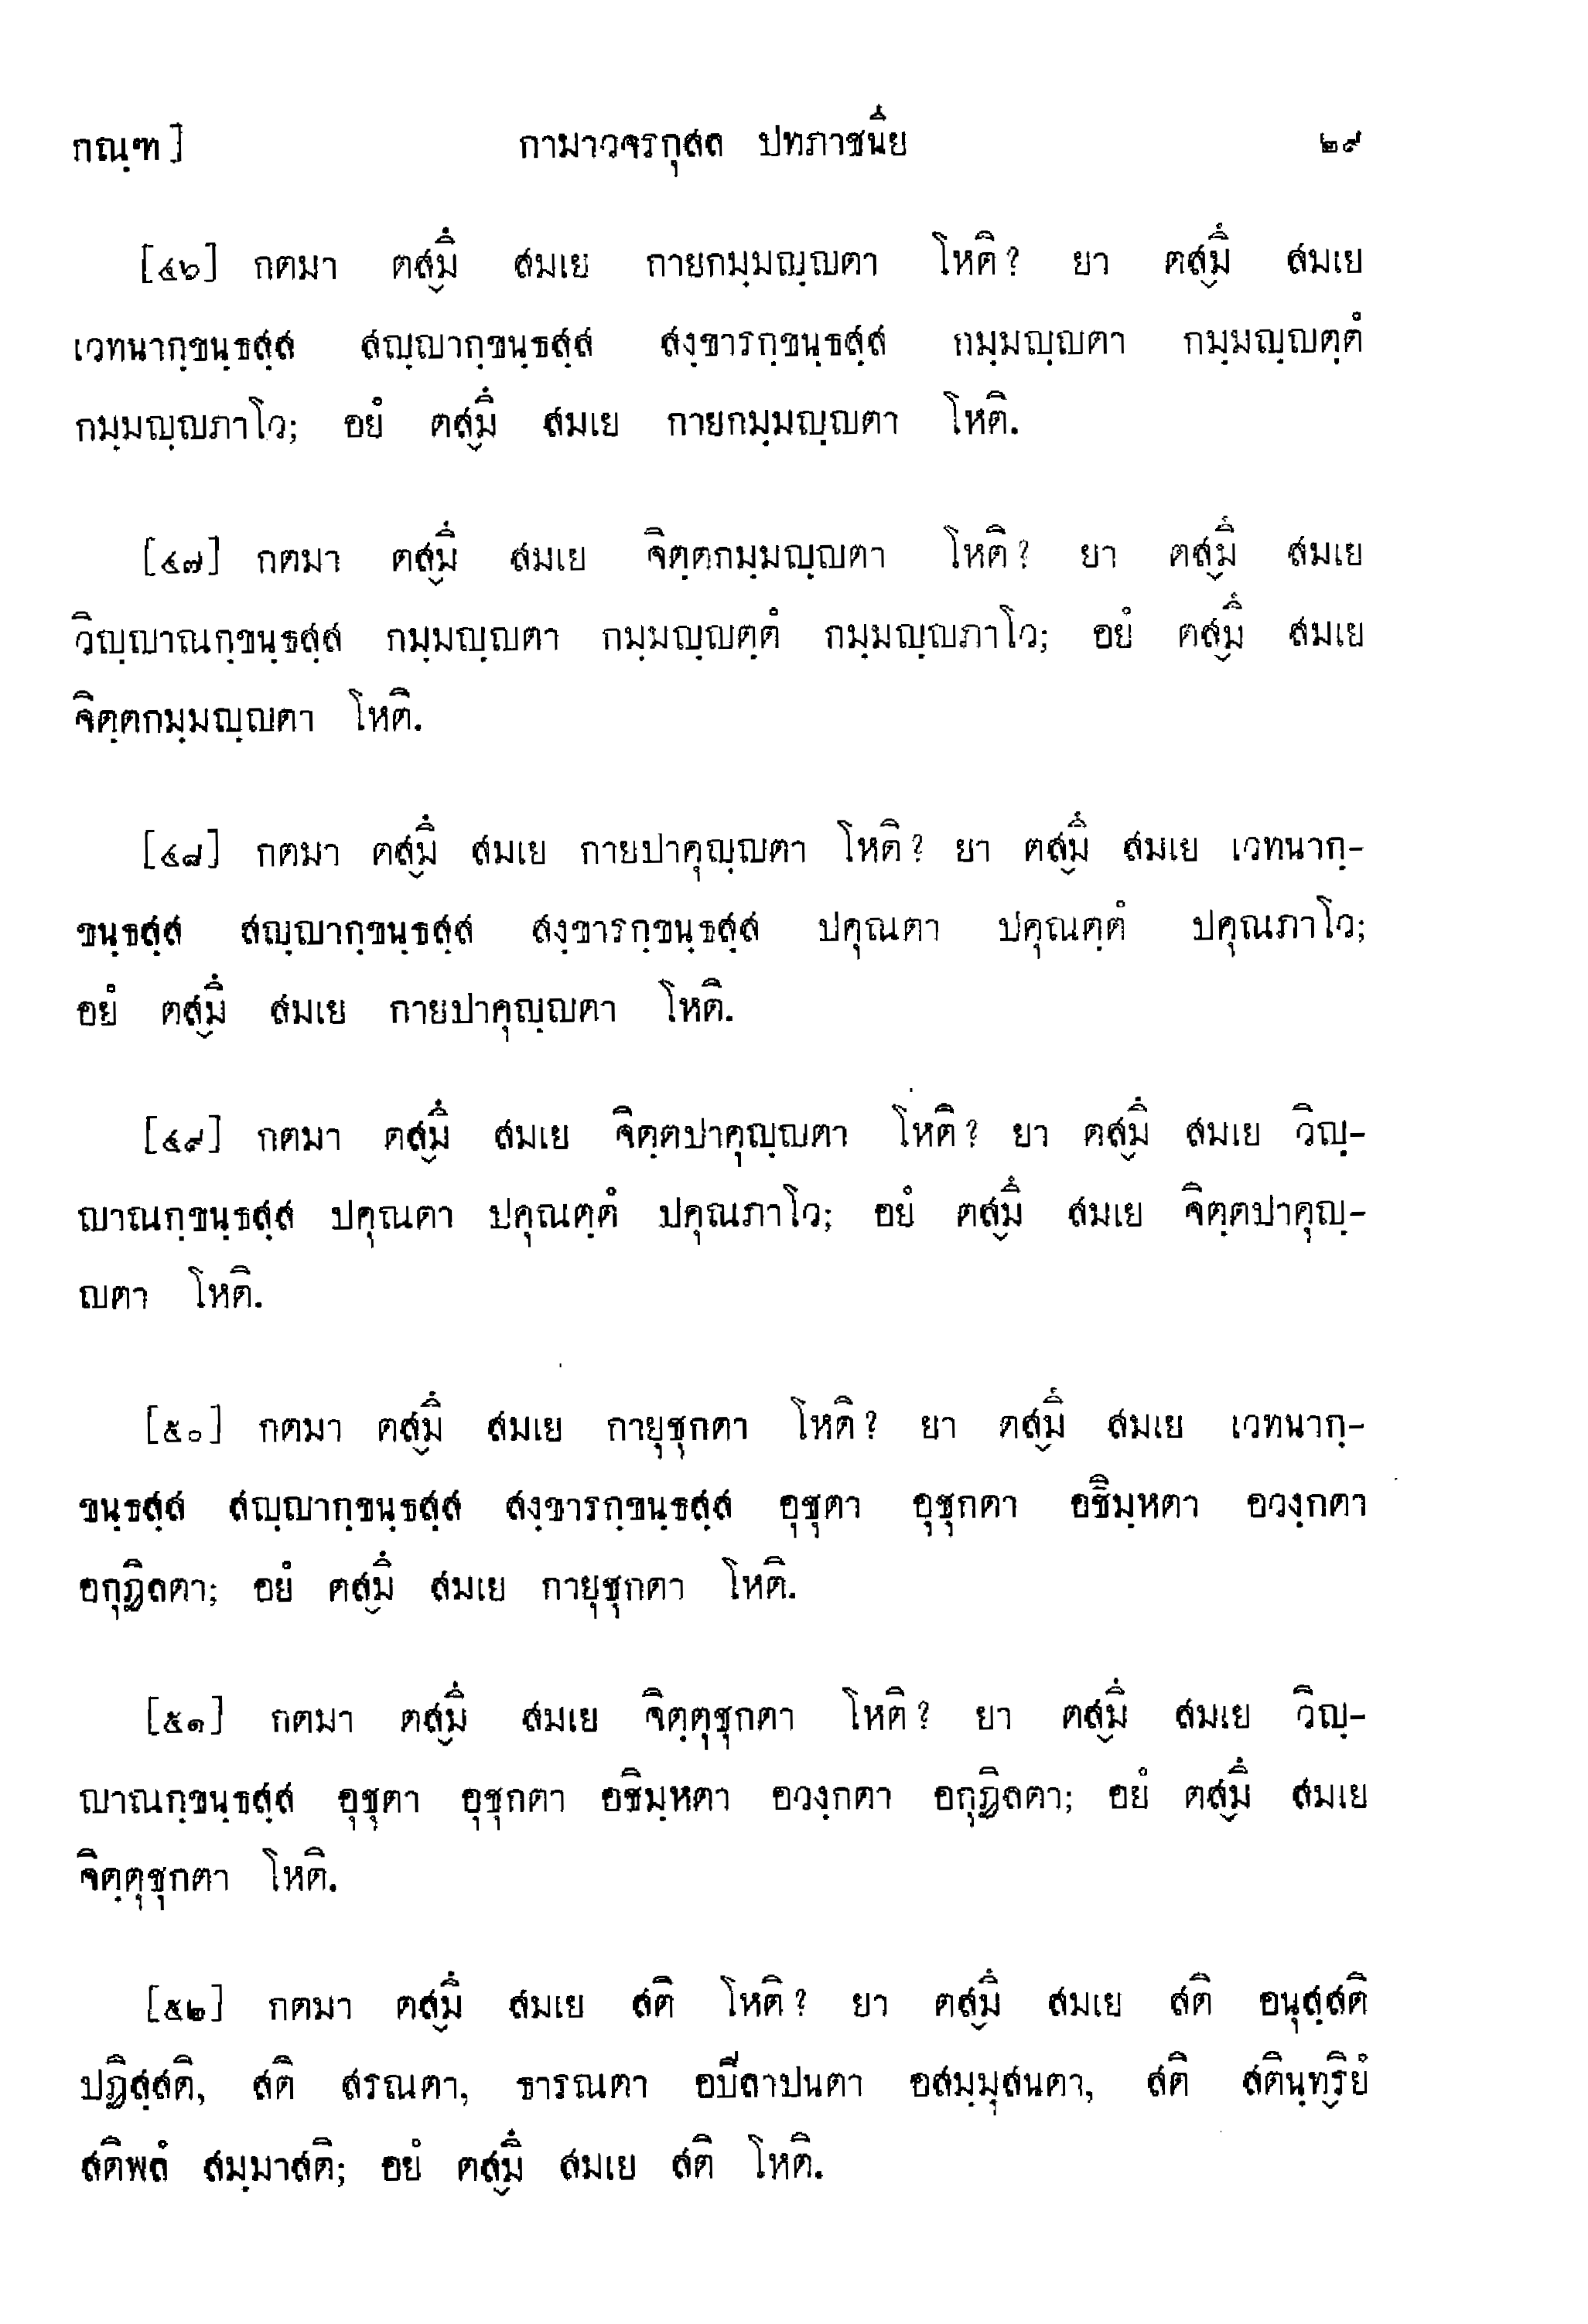 กณฺฑ]   กามาวจรกุสล ปทภาชนีย   ๒๙
[๔๖] กตมา ตส๎มึ สมเย กายกมฺมญฺญตา โหติ? ยา ตส๎มึ สมเย
เวทนากฺขนฺธสฺส สญฺญากฺขนฺธสฺส สงฺขารกฺขนฺธสฺส กมฺมญฺญตา กมฺมญฺญตฺตํ
กมฺมญฺญภาโว; อยํ ตส๎มึ สมเย กายกมฺมญฺญตา โหติ.
[๔๗] กตมา ตส๎มึ สมเย จิตฺตกมฺมญฺญตา โหติ? ยา ตส๎มึ สมเย
วิญฺญาณกฺขนฺธสฺส กมฺมญฺญตา กมฺมญฺญตฺตํ กมฺมญฺญภาโว; อยํ ตส๎มึ สมเย
จิตฺตกมฺมญฺญตา โหติ.
[๔๘] กตมา ตส๎มึ สมเย กายปาคุญฺญตา โหติ? ยา ตส๎มึ สมเย เวทนากฺ-
ขนฺธสฺส สญฺญากฺขนฺธสฺส สงฺขารกฺขนฺธสฺส ปคุณตา ปคุณตฺตํ ปคุณภาโว;
อยํ ตส๎มึ สมเย กายปาคุญฺญตา โหติ.
[๔๙] กตมา ตส๎มึ สมเย จิตฺตปาคุญฺญตา โหติ? ยา ตส๎มึ สมเย วิญฺ-
ญาณกฺขนฺธสฺส ปคุณตา ปคุณตฺตํ ปคุณภาโว; อยํ ตส๎มึ สมเย จิตฺตปาคุญฺ-
ญตา โหติ.
[๕๐] กตมา ตส๎มึ สมเย กายุชุกตา โหติ? ยา ตส๎มึ สมเย เวทนากฺ-
ขนฺธสฺส สญฺญากฺขนฺธสฺส สงฺขารกฺขนฺธสฺส อุชุตา อุชุกตา อชิมฺหตา อวงฺกตา
อกุฏิลตา; อยํ ตส๎มึ สมเย กายุชุกตา โหติ.
[๕๑] กตมา ตส๎มึ สมเย จิตฺตุชุกตา โหติ? ยา ตส๎มึ สมเย วิญฺ-
ญาณกฺขนฺธสฺส อุชุตา อุชุกตา อชิมฺหตา อวงฺกตา อกุฏิลตา; อยํ ตส๎มึ สมเย
จิตฺตุชุกตา โหติ.
[๕๒] กตมา ตส๎มึ สมเย สติ โหติ? ยา ตส๎มึ สมเย สติ อนุสฺสติ
ปฏิสฺสติ, สติ สรณตา, ธารณตา อบีลาปนตา อสมฺมุสนตา, สติ สตินฺท๎ริยํ
สติพลํ สมฺมาสติ; อยํ ตส๎มึ สมเย สติ โหติ.